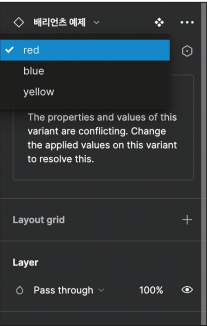 배리언츠 예제
red
blue
yellow
The properties and values of this
variant are conflicting. Change
the applied values on this variant
to resolve this.
Layout grid
Layer
Pass through
100%